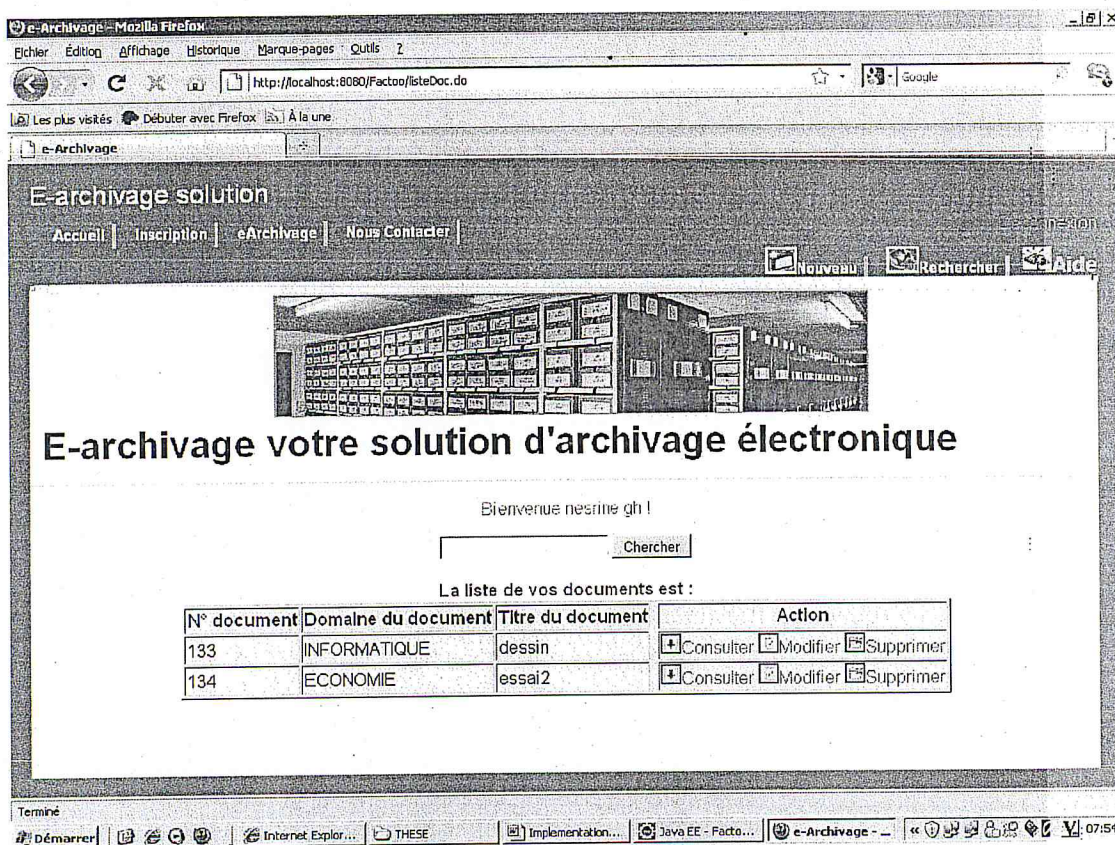 e-Archivage - Mozilla Firefox
Fichier Édition Affichage Historique Marque-pages Outils ?
http://localhost:8080/Factoo/listeDoc.do Google
Les plus visités Débuter avec Firefox À la une
e-Archivage
E-archivage solution
Accueil | Inscription | eArchivage | Nous Contacter |
Nouveau | Rechercher | Aide
E-archivage votre solution d'archivage électronique
Bienvenue nesrine gh !
Chercher
La liste de vos documents est :
N° document Domaine du document Titre du document Action
133 INFORMATIQUE dessin Consulter Modifier Supprimer
134 ECONOMIE essai2 Consulter Modifier Supprimer
Terminé
Démarrer Internet Explor... THESE Implementation... Java EE - Facto... e-Archivage - ... « 07:54